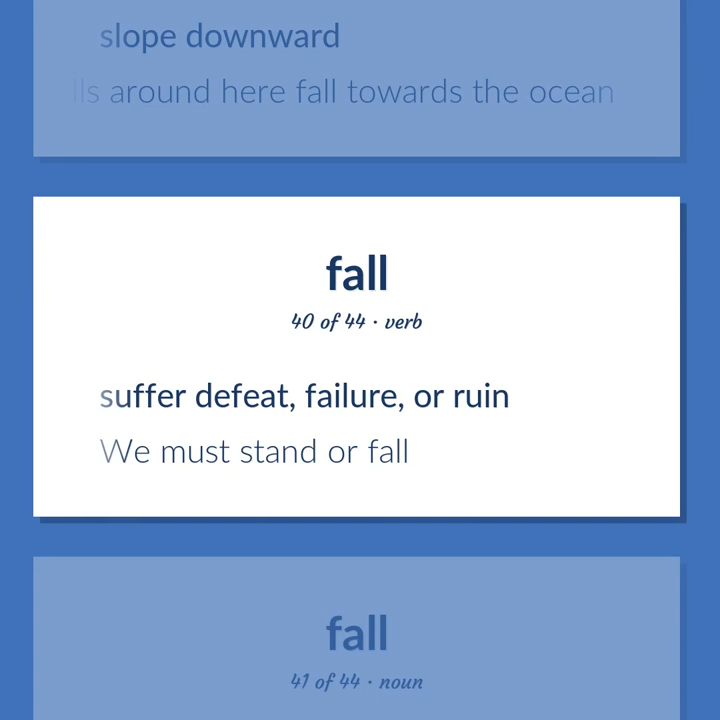 slope downward
lls around here fall towards the ocean
fall
40 of 44 · verb
suffer defeat, failure, or ruin
We must stand or fall
fall
41 of 44 · noun